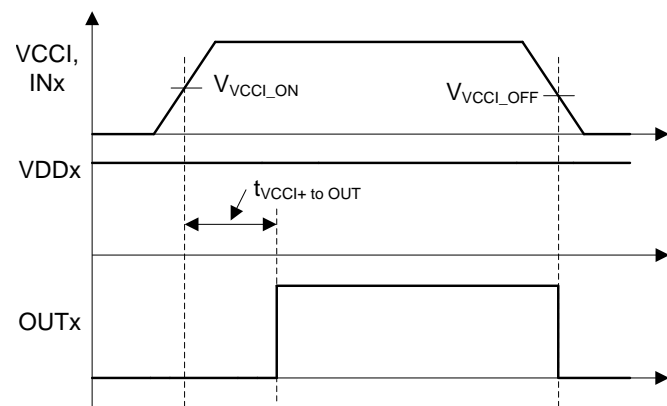 VCCI,
INx
VVCCI_ON
VVCCI_OFF
VDDx
tVCCI+ to OUT
OUTx